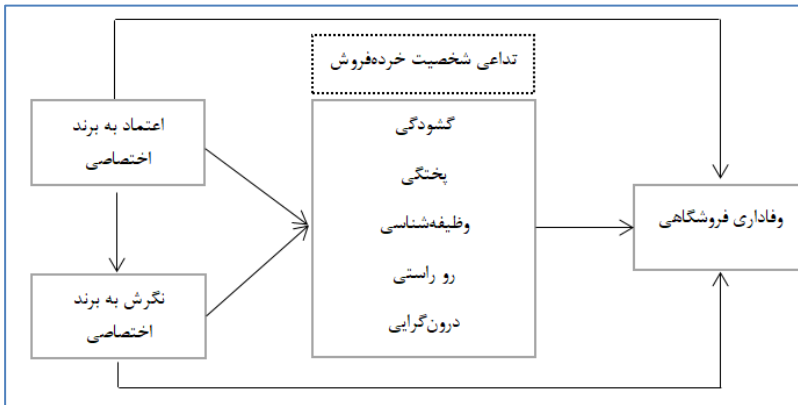 تداعی شخصیت خرده‌فروش
اعتماد به برند
اختصاصی
نگرش به برند
اختصاصی
گشودگی
پختگی
وظیفه‌شناسی
رو راستی
درون‌گرایی
وفاداری فروشگاهی